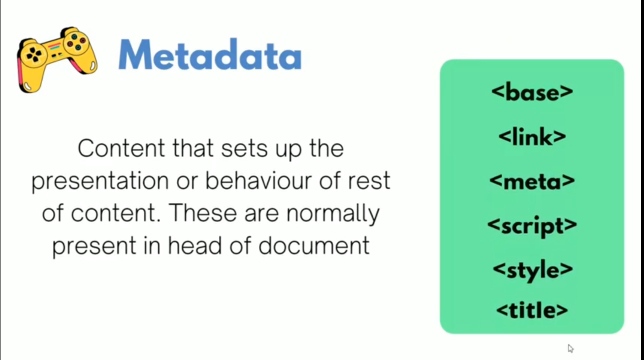 Metadata
Content that sets up the
presentation or behaviour of rest
of content. These are normally
present in head of document
<base>
<link>
<meta>
<script>
<style>
<title>